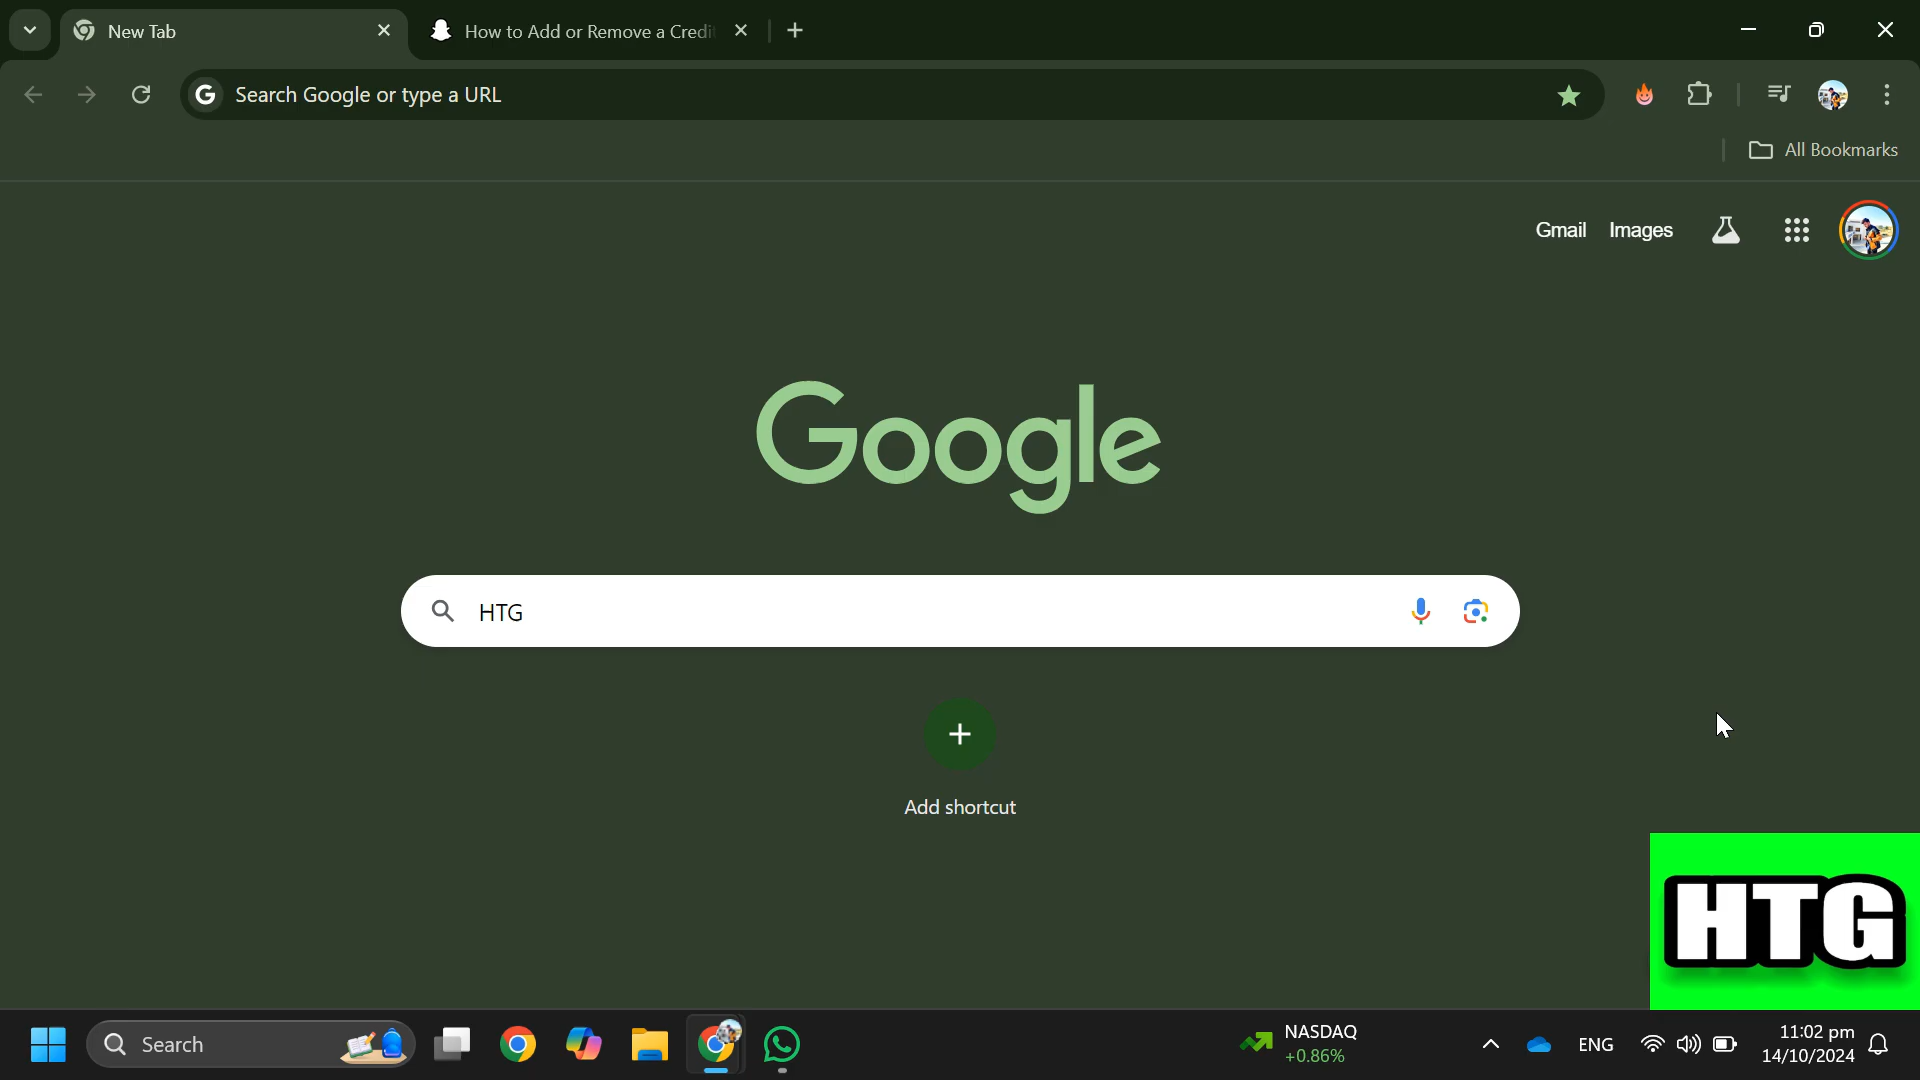 New Tab
How to Add or Remove a Credi
Search Google or type a URL
All Bookmarks
Gmail
Images
Google
HTG
Add shortcut
HTG
Search
NASDAQ
+0.86%
ENG
11:02 pm
14/10/2024